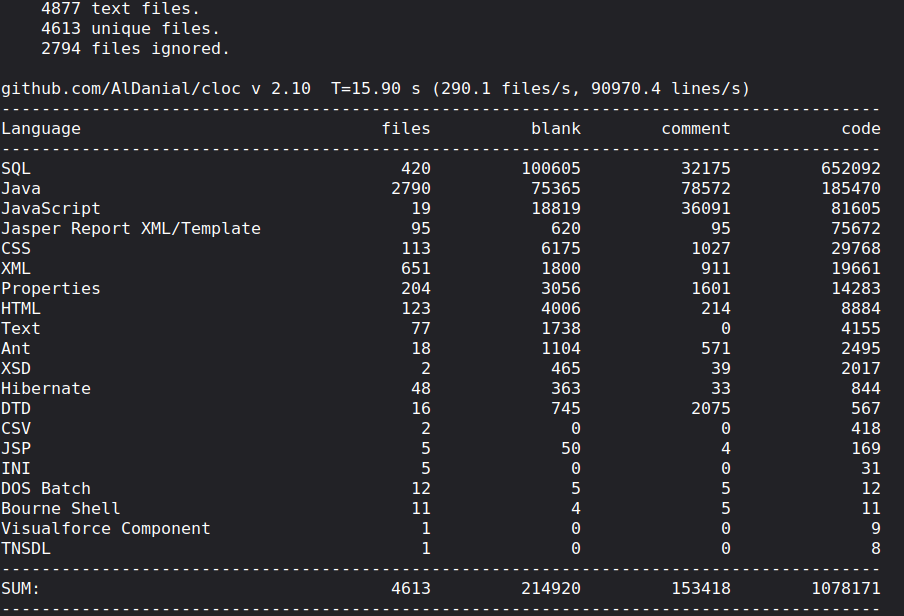 4877 text files.
4613 unique files.
2794 files ignored.
github.com/AlDanial/cloc v 2.10  T=15.90 s (290.1 files/s, 90970.4 lines/s)
----------------------------------------------------------------------------------------
Language                              files          blank        comment           code
----------------------------------------------------------------------------------------
SQL                                     420         100605          32175         652092
Java                                   2790          75365          78572         185470
JavaScript                               19          18819          36091          81605
Jasper Report XML/Template               95            620             95          75672
CSS                                     113           6175           1027          29768
XML                                     651           1800            911          19661
Properties                              204           3056           1601          14283
HTML                                    123           4006            214           8884
Text                                     77           1738              0           4155
Ant                                      18           1104            571           2495
XSD                                       2            465             39           2017
Hibernate                                48            363             33            844
DTD                                      16            745           2075            567
CSV                                       2              0              0            418
JSP                                       5             50              4            169
INI                                       5              0              0             31
DOS Batch                                12              5              5             12
Bourne Shell                             11              4              5             11
Visualforce Component                     1              0              0              9
TNSDL                                     1              0              0              8
----------------------------------------------------------------------------------------
SUM:                                   4613         214920         153418        1078171
----------------------------------------------------------------------------------------